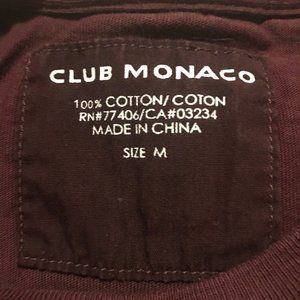 CLUB MONACO
100% COTTON/COTON
RN#77406/CA#03234
MADE IN CHINA
SIZE M